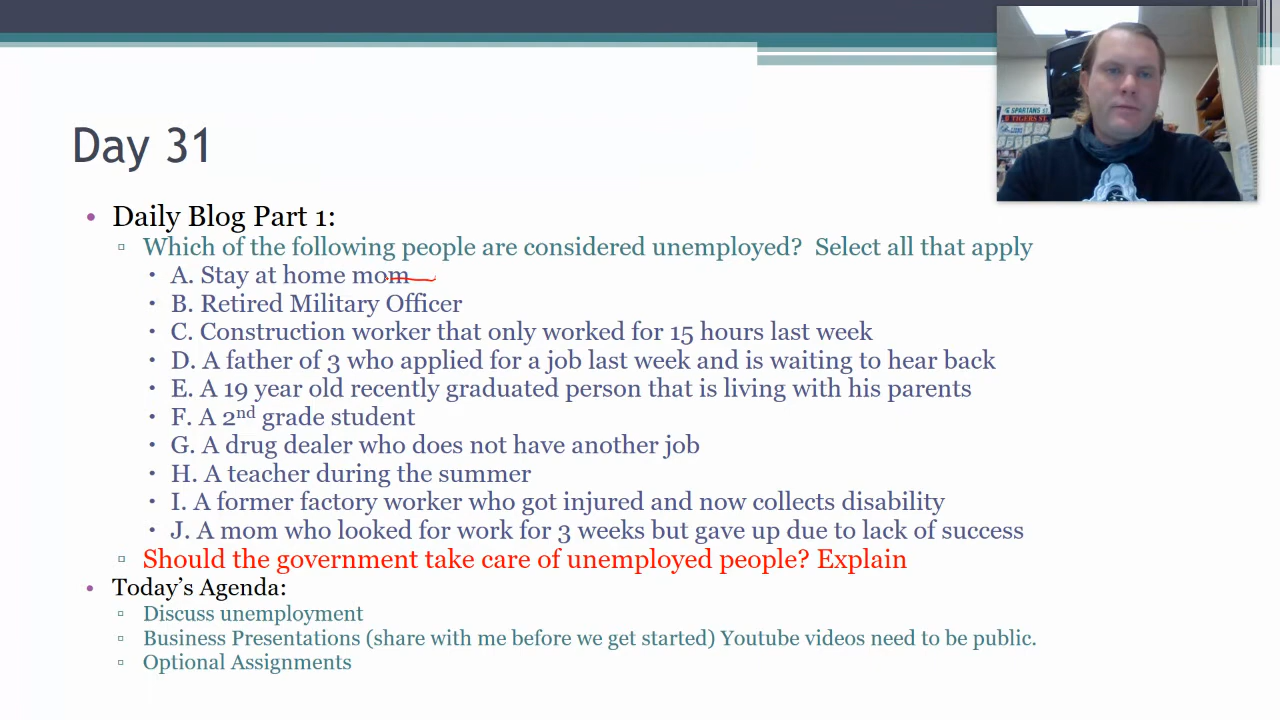 Day 31
• Daily Blog Part 1:
▫ Which of the following people are considered unemployed? Select all that apply
• A. Stay at home mom
• B. Retired Military Officer
• C. Construction worker that only worked for 15 hours last week
• D. A father of 3 who applied for a job last week and is waiting to hear back
• E. A 19 year old recently graduated person that is living with his parents
• F. A 2nd grade student
• G. A drug dealer who does not have another job
• H. A teacher during the summer
• I. A former factory worker who got injured and now collects disability
• J. A mom who looked for work for 3 weeks but gave up due to lack of success
▫ Should the government take care of unemployed people? Explain
• Today's Agenda:
▫ Discuss unemployment
▫ Business Presentations (share with me before we get started) Youtube videos need to be public.
▫ Optional Assignments
SPARTANS ST.
TIGERS ST.